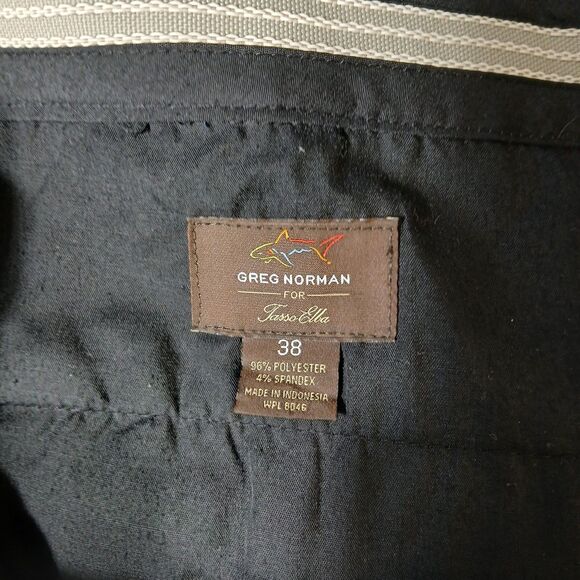 GREG NORMAN
FOR
Tasso Elba
38
96% POLYESTER
4% SPANDEX
MADE IN INDONESIA
WPL 8046